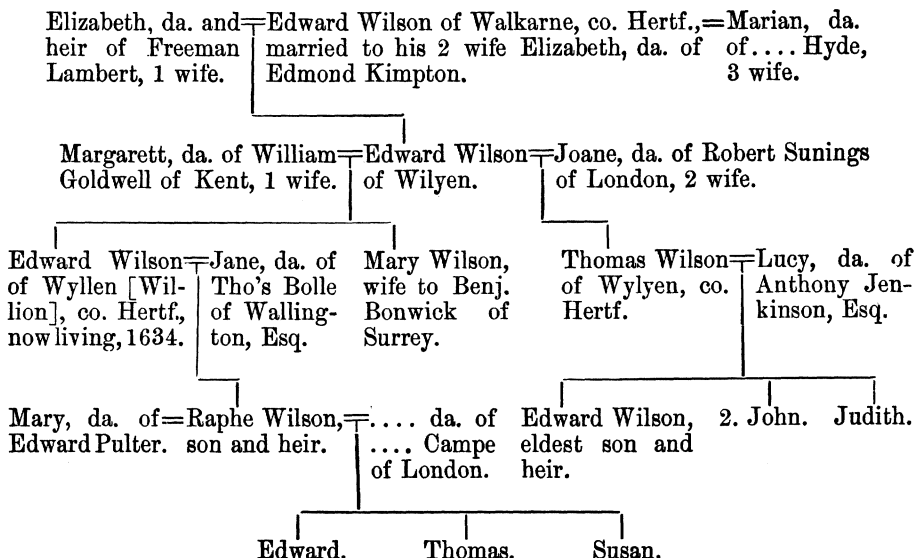 Elizabeth, da. and=Edward Wilson of Walkarne, co. Hertf.,=Marian, da.
heir of Freeman married to his 2 wife Elizabeth, da. of of.... Hyde,
Lambert, 1 wife. Edmond Kimpton. 3 wife.
Margarett, da. of William=Edward Wilson=Joane, da. of Robert Sunings
Goldwell of Kent, 1 wife. of Wilyen. of London, 2 wife.
Edward Wilson=Jane, da. of Mary Wilson, Thomas Wilson=Lucy, da. of
of Wyllen [Wil- Tho's Bolle wife to Benj. of Wylyen, co. Anthony Jen-
lion], co. Hertf., of Walling- Bonwick of Hertf. kinson, Esq.
now living, 1634. ton, Esq. Surrey.
Mary, da. of=Raphe Wilson,=.... da. of Edward Wilson, 2. John. Judith.
Edward Pulter. son and heir. .... Campe eldest son and
of London. heir.
Edward. Thomas. Susan.